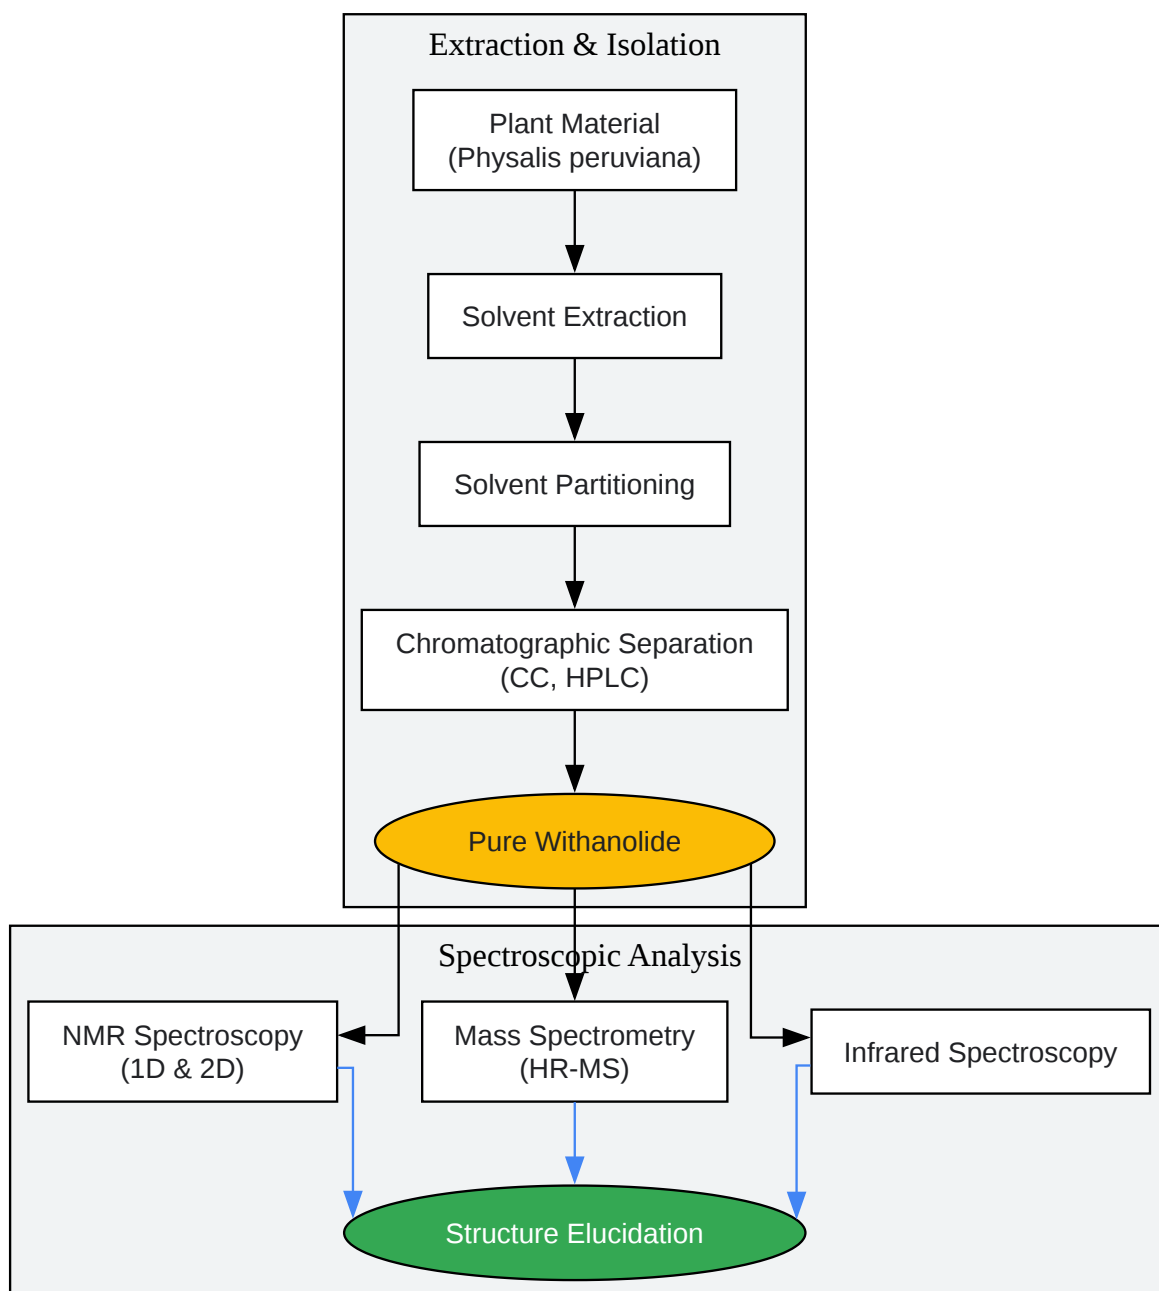 Extraction & Isolation
Plant Material
(Physalis peruviana)
Solvent Extraction
Solvent Partitioning
Chromatographic Separation
(CC, HPLC)
Pure Withanolide
Spectroscopic Analysis
NMR Spectroscopy
(1D & 2D)
Mass Spectrometry
(HR-MS)
Infrared Spectroscopy
Structure Elucidation